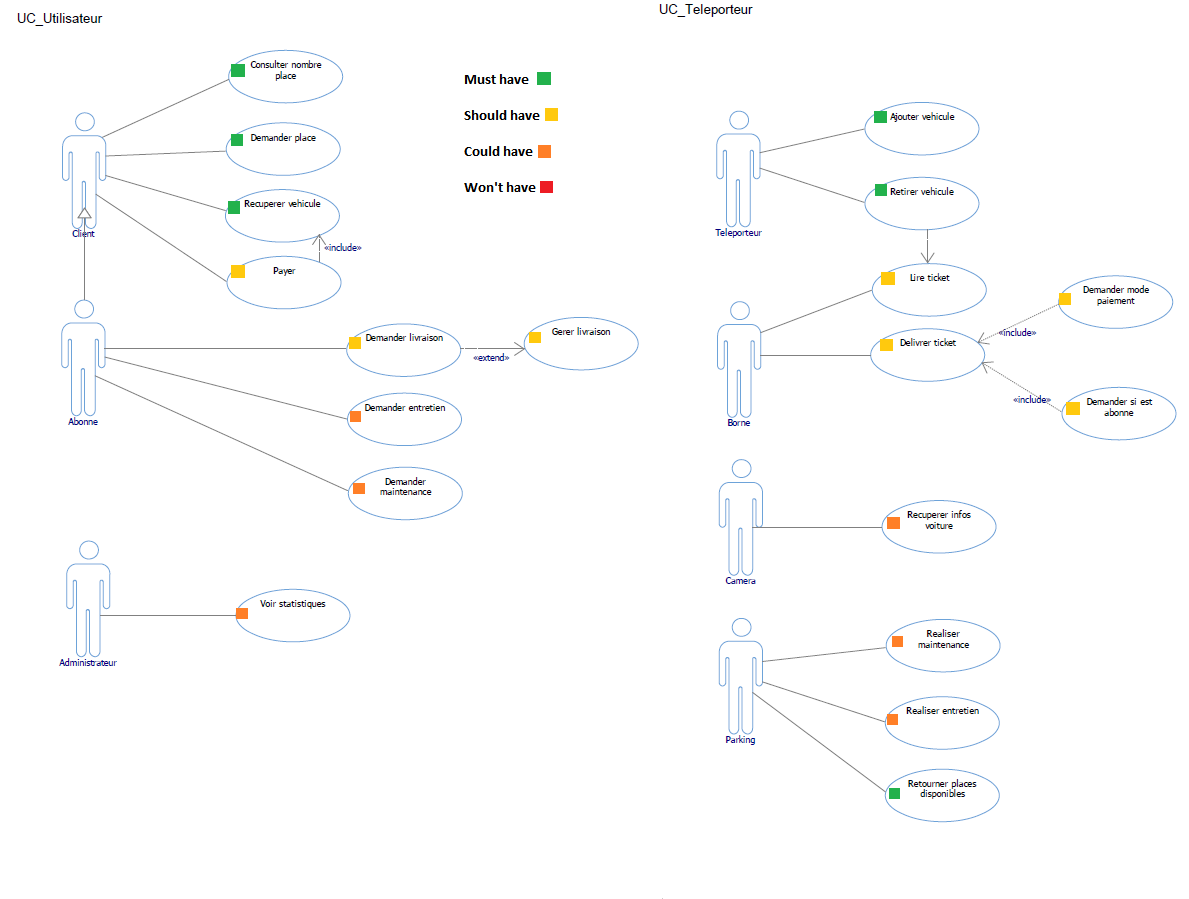 UC_Utilisateur
Consulter nombre
place
Demander place
Recuperer vehicule
«include»
Payer
Client
Demander livraison
«extend»
Gerer livraison
Demander entretien
Demander
maintenance
Abonne
Voir statistiques
Administrateur
Must have
Should have
Could have
Won't have
UC_Teleporteur
Ajouter vehicule
Retirer vehicule
Teleporteur
Lire ticket
Delivrer ticket
Demander mode
paiement
«include»
«include»
Demander si est
abonne
Borne
Recuperer infos
voiture
Camera
Realiser
maintenance
Realiser entretien
Parking
Retourner places
disponibles